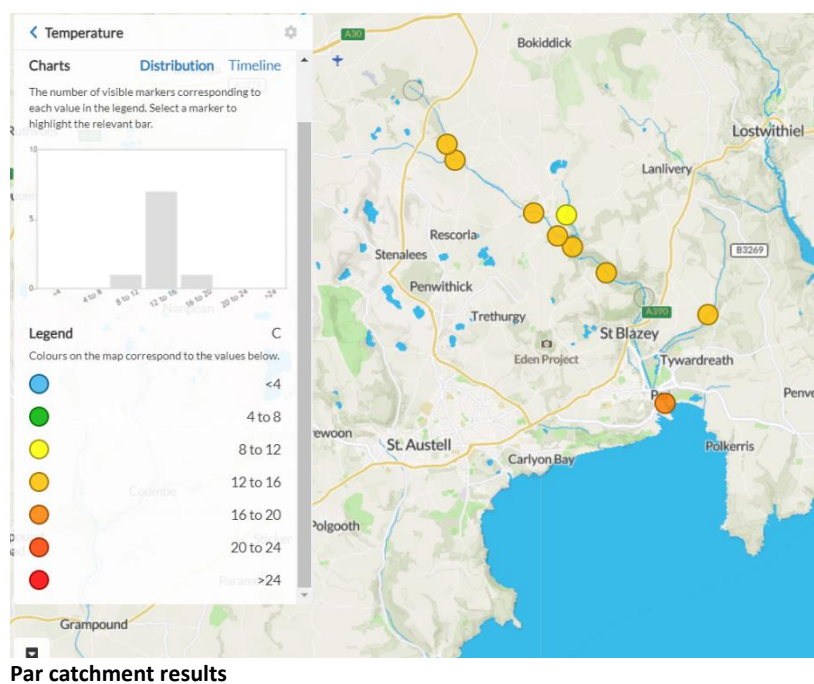 Temperature
Charts Distribution Timeline
The number of visible markers corresponding to
each value in the legend. Select a marker to
highlight the relevant bar.
10
5
0
<4 4 to 8 8 to 12 12 to 16 16 to 20 20 to 24 >24
Legend C
Colours on the map correspond to the values below.
<4
4 to 8
8 to 12
12 to 16
16 to 20
20 to 24
>24
Coombe
Sticker
Grampound
A30
Bokiddick
Lostwithiel
Lanlivery
Rescorla
B3269
Stenalees
Penwithick
Trethurgy
A390
St Blazey
Eden Project
Tywardreath
Penve
ewoon
St. Austell
Carlyon Bay
Polkerris
Polgooth
Par catchment results